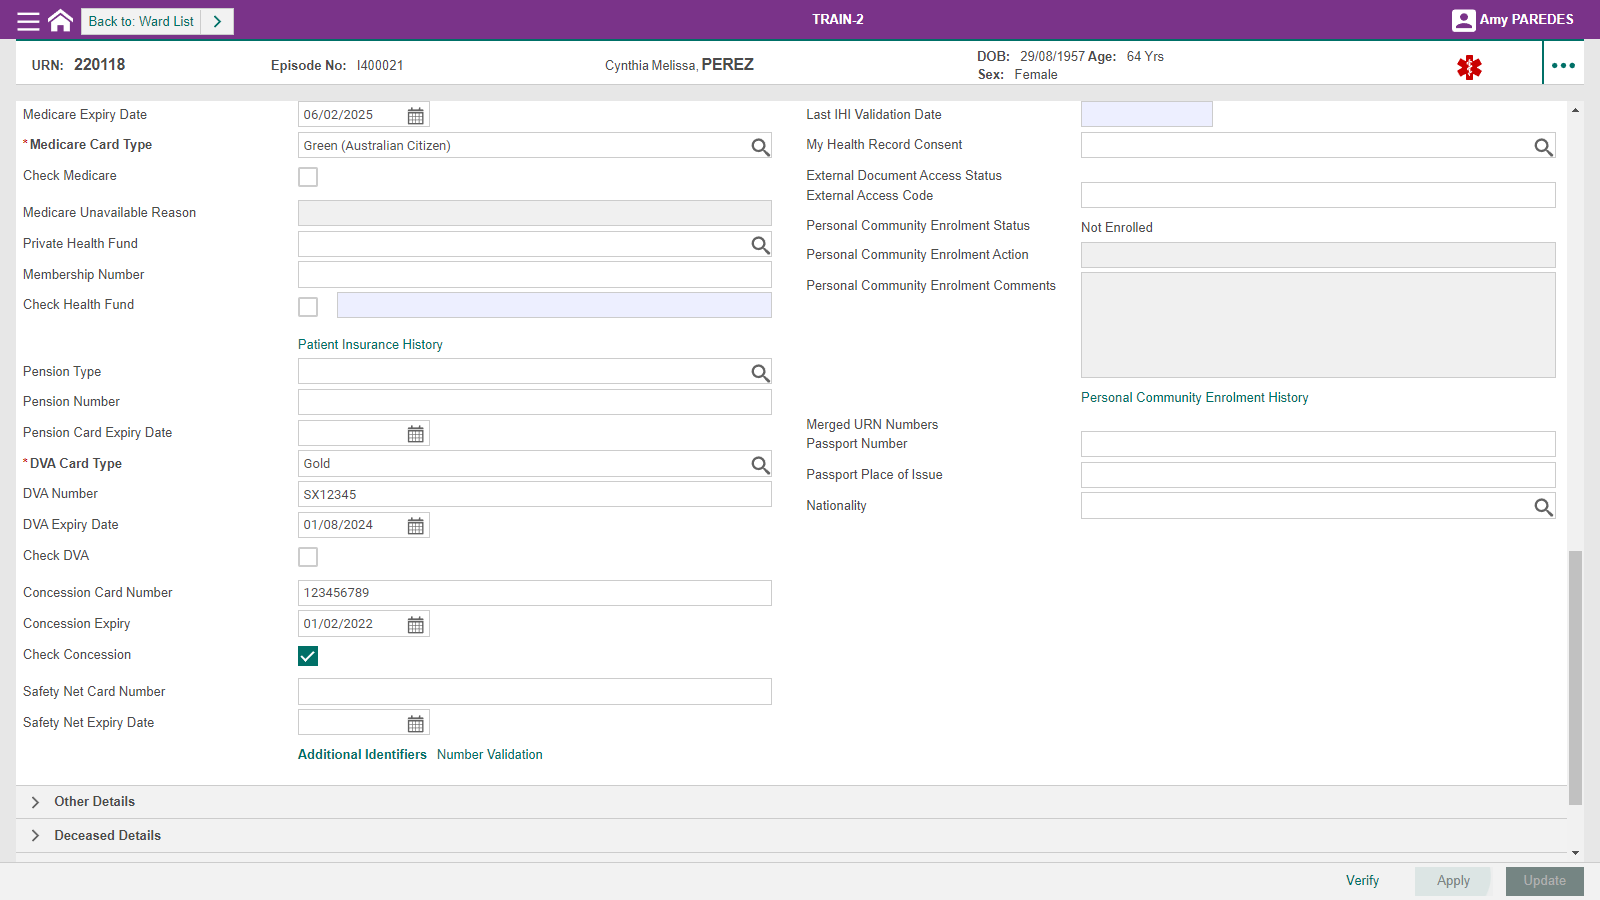 Back to: Ward List
TRAIN-2
Amy PAREDES
URN: 220118
Episode No: I400021
Cynthia Melissa, PEREZ
DOB: 29/08/1957 Age: 64 Yrs
Sex: Female
Medicare Expiry Date 06/02/2025
*Medicare Card Type Green (Australian Citizen)
Check Medicare
Medicare Unavailable Reason
Private Health Fund
Membership Number
Check Health Fund
Patient Insurance History
Pension Type
Pension Number
Pension Card Expiry Date
*DVA Card Type Gold
DVA Number SX12345
DVA Expiry Date 01/08/2024
Check DVA
Concession Card Number 123456789
Concession Expiry 01/02/2022
Check Concession
Safety Net Card Number
Safety Net Expiry Date
Additional Identifiers Number Validation
Last IHI Validation Date
My Health Record Consent
External Document Access Status
External Access Code
Personal Community Enrolment Status Not Enrolled
Personal Community Enrolment Action
Personal Community Enrolment Comments
Personal Community Enrolment History
Merged URN Numbers
Passport Number
Passport Place of Issue
Nationality
Other Details
Deceased Details
Verify
Apply
Update